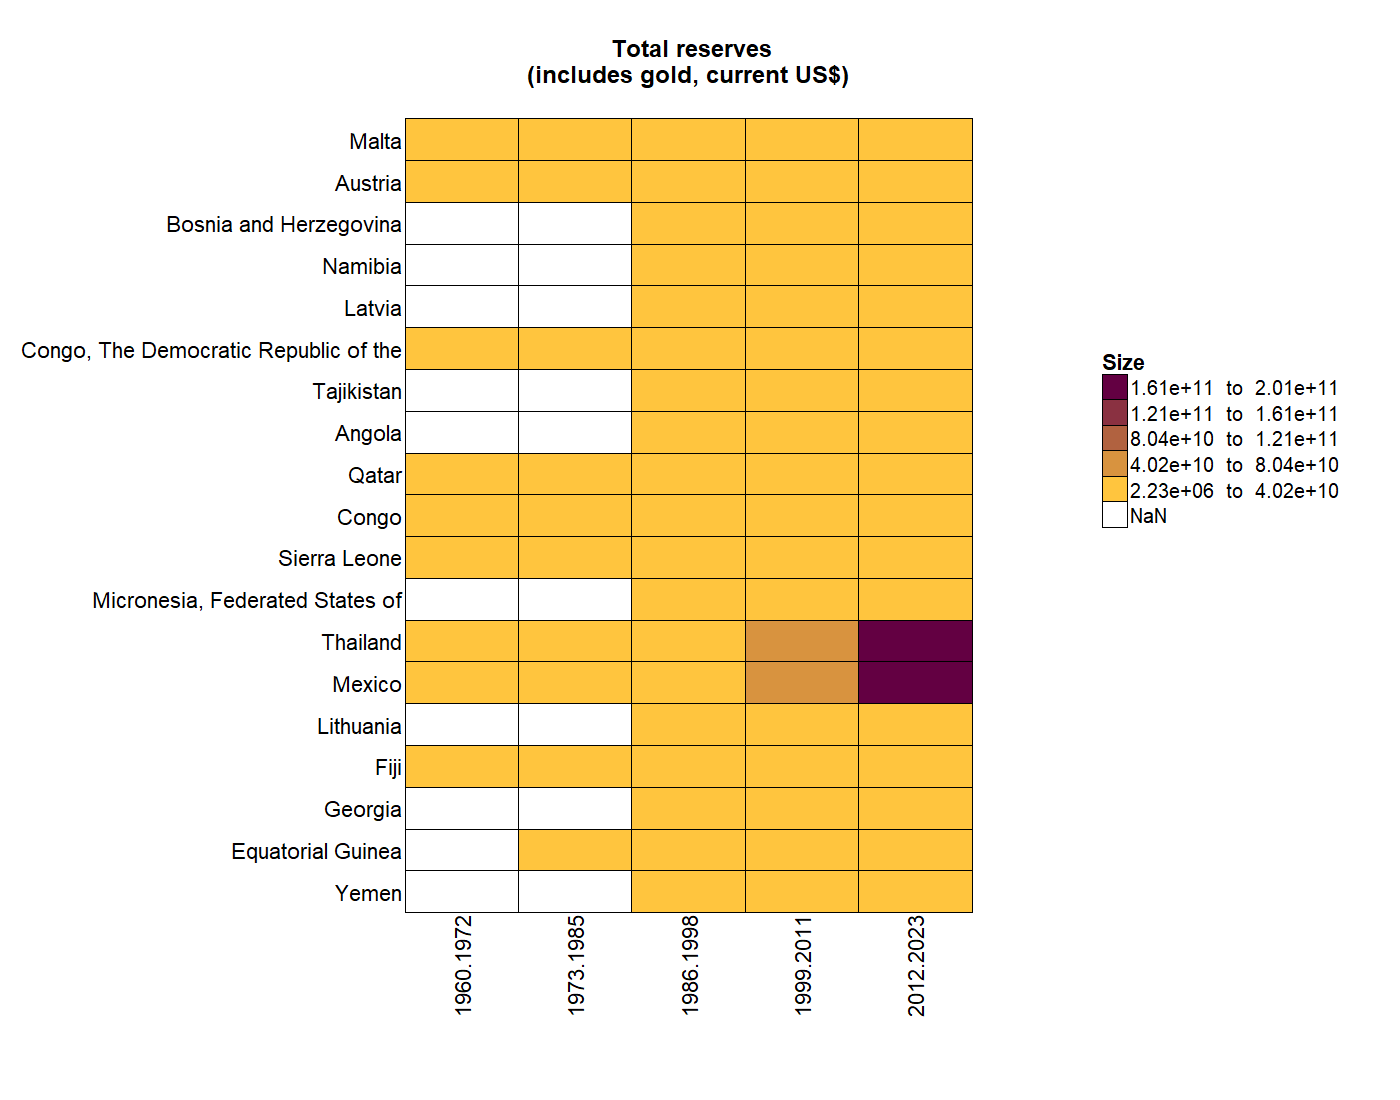 Total reserves
(includes gold, current US$)
Malta
Austria
Bosnia and Herzegovina
Namibia
Latvia
Congo, The Democratic Republic of the
Tajikistan
Angola
Qatar
Congo
Sierra Leone
Micronesia, Federated States of
Thailand
Mexico
Lithuania
Fiji
Georgia
Equatorial Guinea
Yemen
1960.1972
1973.1985
1986.1998
1999.2011
2012.2023
Size
1.61e+11 to 2.01e+11
1.21e+11 to 1.61e+11
8.04e+10 to 1.21e+11
4.02e+10 to 8.04e+10
2.23e+06 to 4.02e+10
NaN